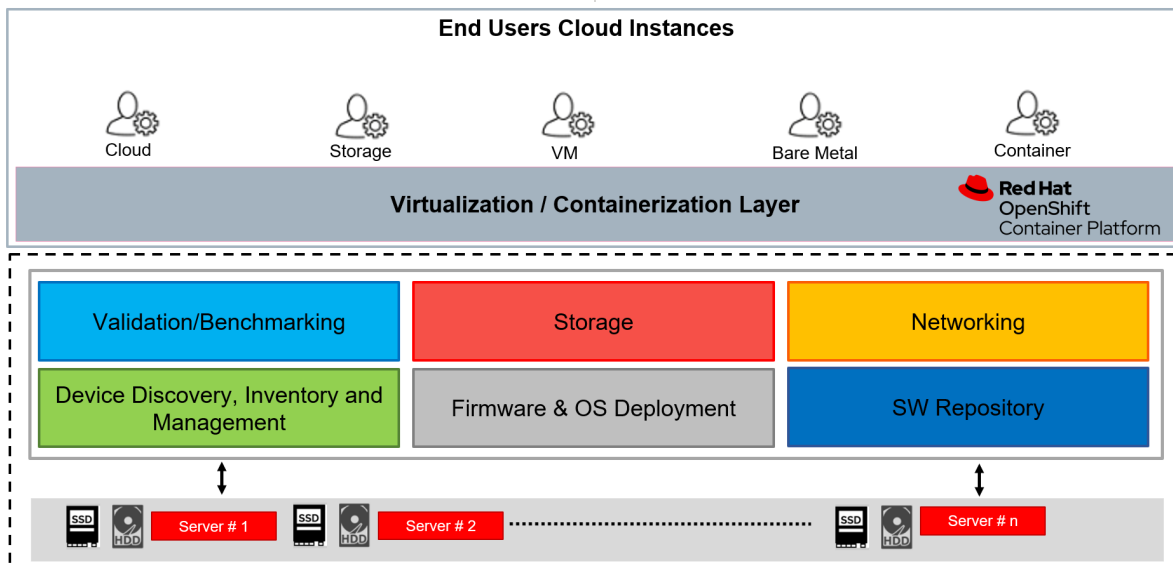 End Users Cloud Instances
Cloud
Storage
VM
Bare Metal
Container
Virtualization / Containerization Layer
Red Hat
OpenShift
Container Platform
Validation/Benchmarking
Storage
Networking
Device Discovery, Inventory and
Management
Firmware & OS Deployment
SW Repository
SSD
HDD
Server # 1
SSD
HDD
Server # 2
SSD
HDD
Server # n